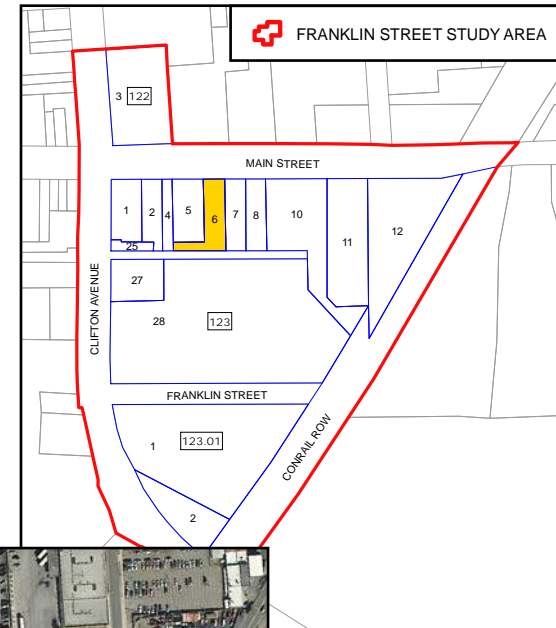 FRANKLIN STREET STUDY AREA
3 122
MAIN STREET
1 2 4 5 6 7 8 10 11 12
25
27
28 123
CLIFTON AVENUE
FRANKLIN STREET
CONRAIL ROW
1 123.01
2